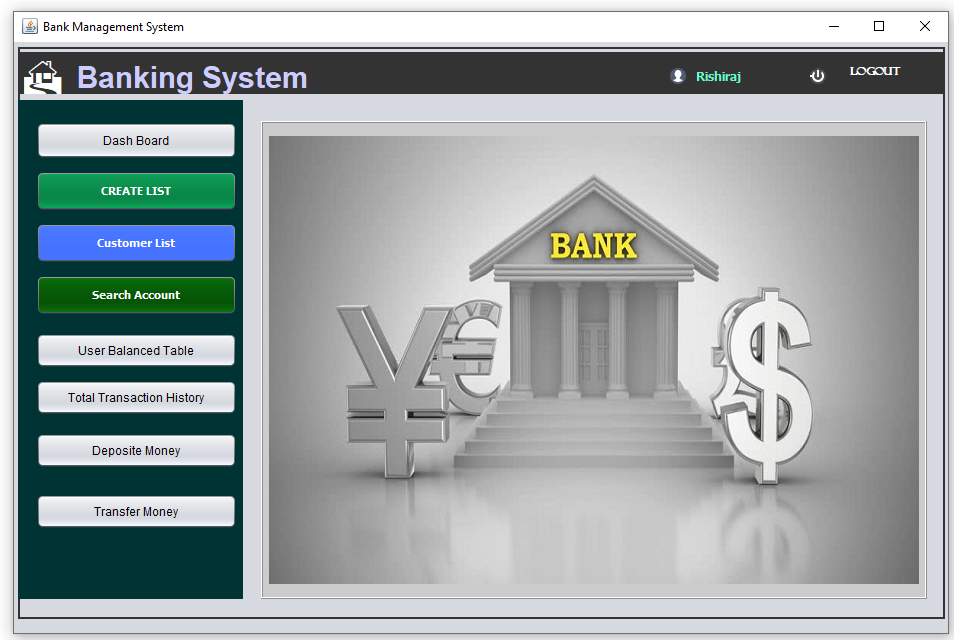 Bank Management System
Banking System
Rishiraj
LOGOUT
Dash Board
CREATE LIST
Customer List
Search Account
User Balanced Table
Total Transaction History
Deposite Money
Transfer Money
BANK
¥
€
$